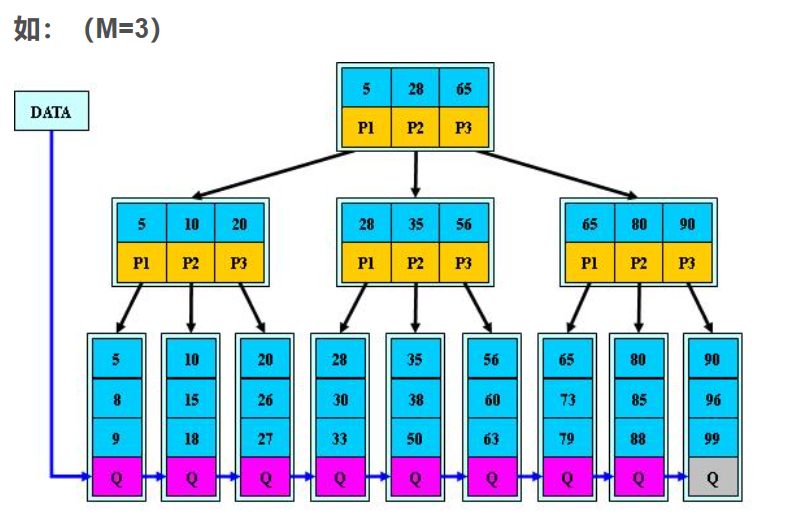 如：（M=3）
DATA
5 28 65
P1 P2 P3
5 10 20 28 35 56 65 80 90
P1 P2 P3 P1 P2 P3 P1 P2 P3
5 10 20 28 35 56 65 80 90
8 15 26 30 38 60 73 85 96
9 18 27 33 50 63 79 88 99
Q Q Q Q Q Q Q Q Q